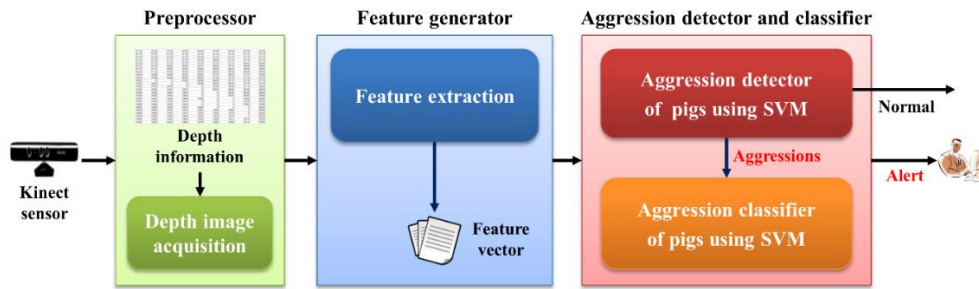 Preprocessor
Feature generator
Aggression detector and classifier
Kinect
sensor
Depth
information
Depth image
acquisition
Feature extraction
Feature
vector
Aggression detector
of pigs using SVM
Aggressions
Aggression classifier
of pigs using SVM
Normal
Alert